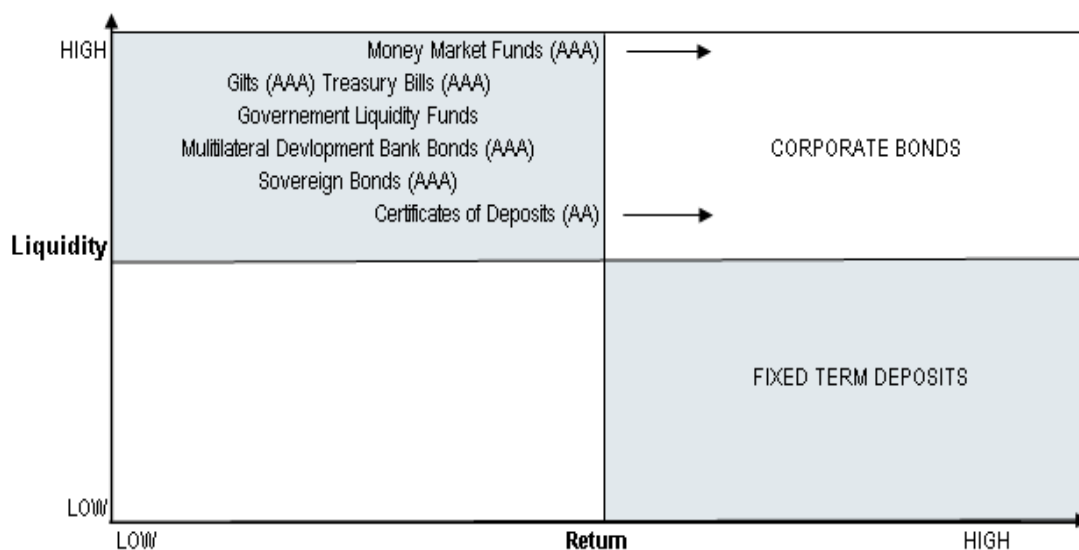 HIGH
Money Market Funds (AAA)
Gilts (AAA) Treasury Bills (AAA)
Governement Liquidity Funds
Mulitilateral Devlopment Bank Bonds (AAA)
Sovereign Bonds (AAA)
Certificates of Deposits (AA)
CORPORATE BONDS
Liquidity
FIXED TERM DEPOSITS
LOW
LOW
Return
HIGH